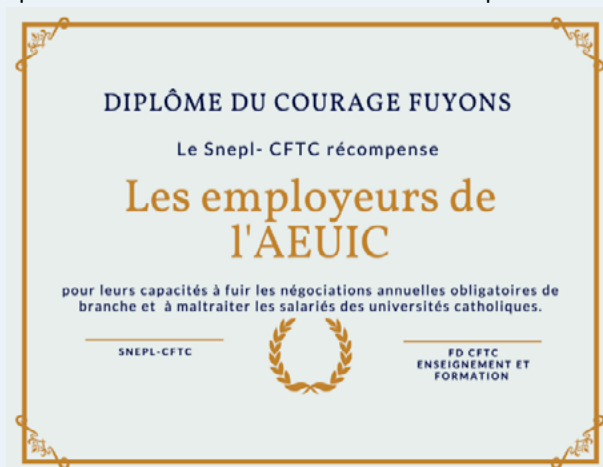 DIPLÔME DU COURAGE FUYONS
Le Snepl- CFTC récompense
Les employeurs de
l'AEUIC
pour leurs capacités à fuir les négociations annuelles obligatoires de
branche et à maltraiter les salariés des universités catholiques.
SNEPL-CFTC
FD CFTC
ENSEIGNEMENT ET
FORMATION